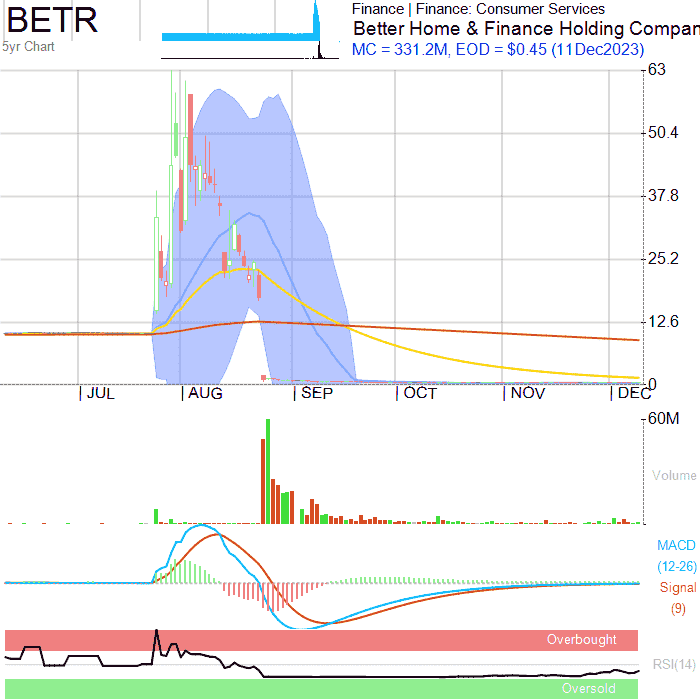 BETR
5yr Chart
Finance | Finance: Consumer Services
Better Home & Finance Holding Compan
MC = 331.2M, EOD = $0.45 (11Dec2023)
63
50.4
37.8
25.2
12.6
0
JUL AUG SEP OCT NOV DEC
60M
Volume
MACD
(12-26)
Signal
(9)
Overbought
RSI(14)
Oversold